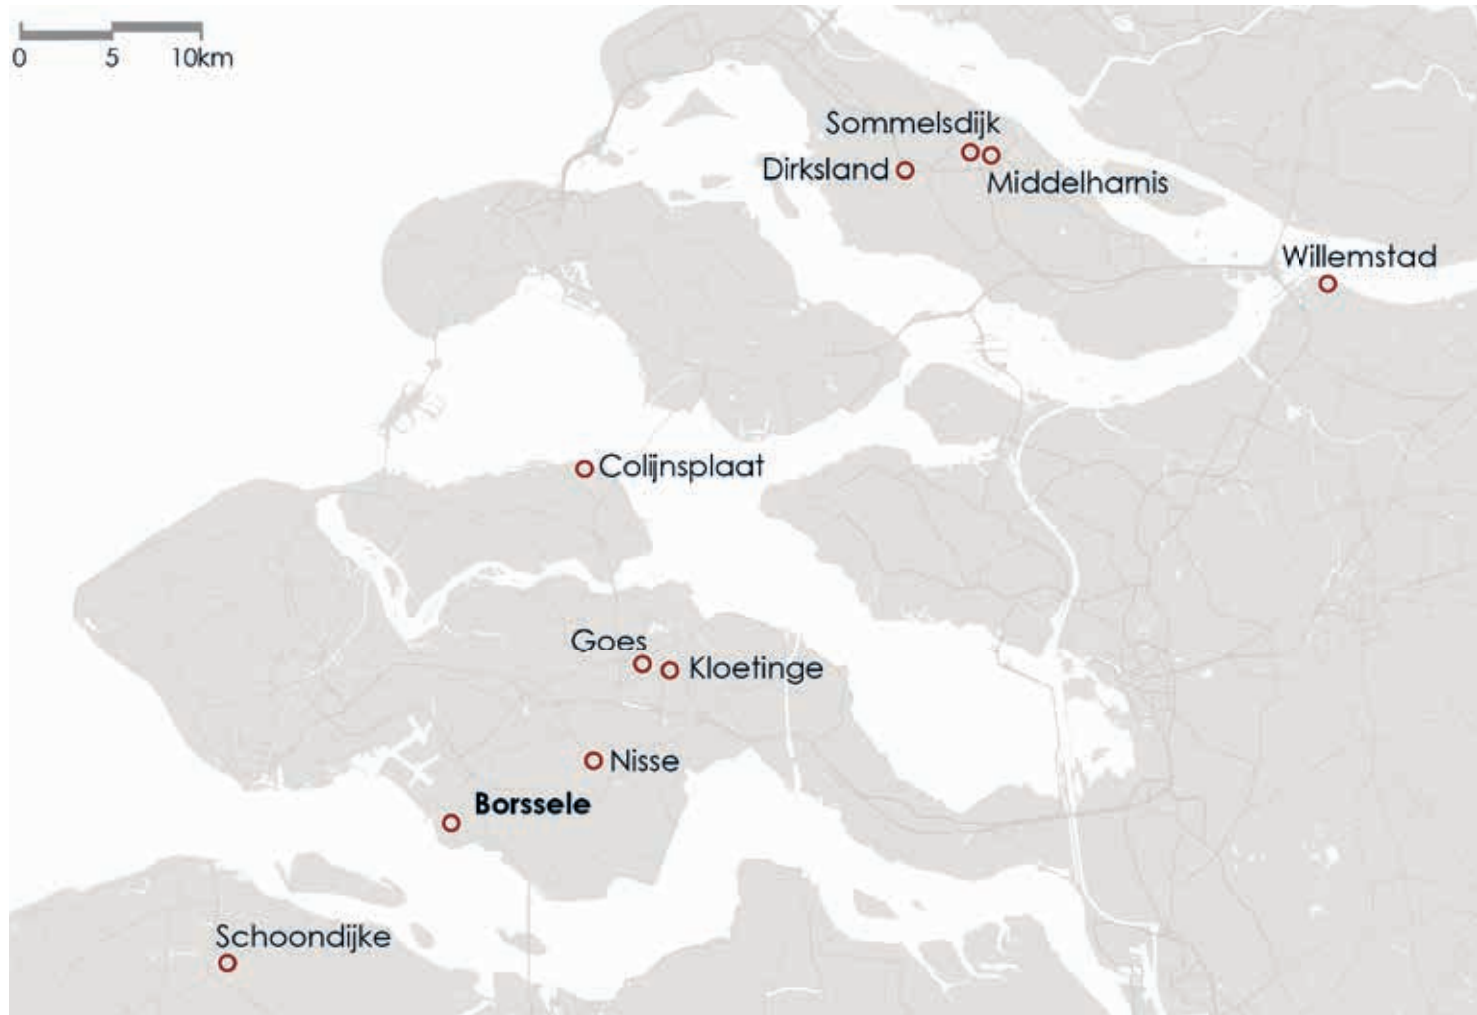 0 5 10km
Sommelsdijk
Dirksland
Middelharnis
Willemstad
Colijnsplaat
Goes
Kloetinge
Nisse
Borssele
Schoondijke